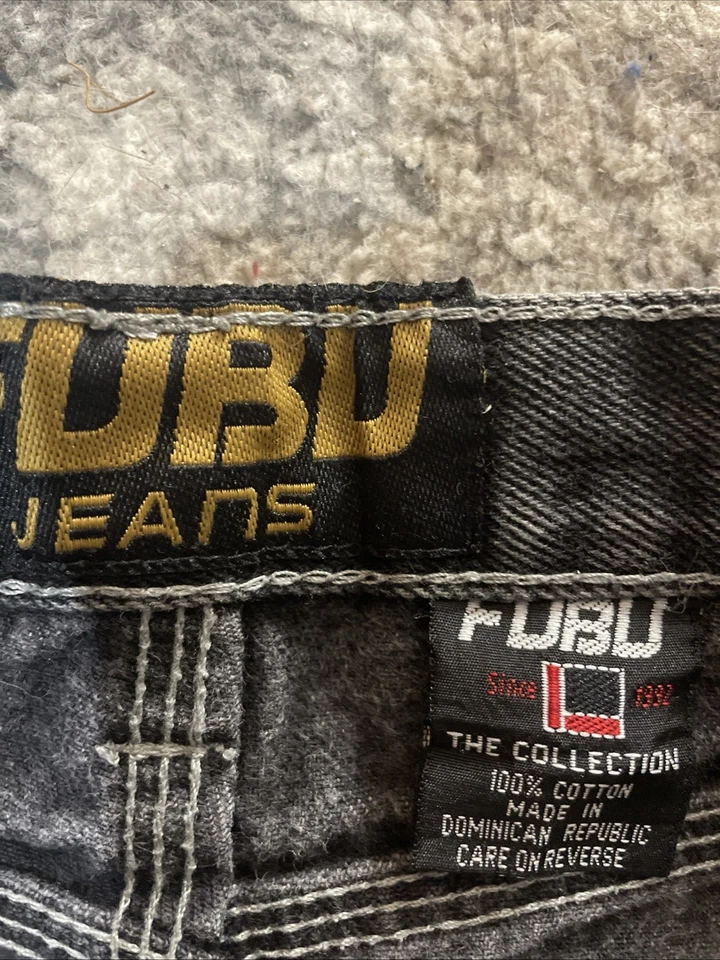 FUBU
JEANS
FUBU
Since 1992
THE COLLECTION
100% COTTON
MADE IN
DOMINICAN REPUBLIC
CARE ON REVERSE